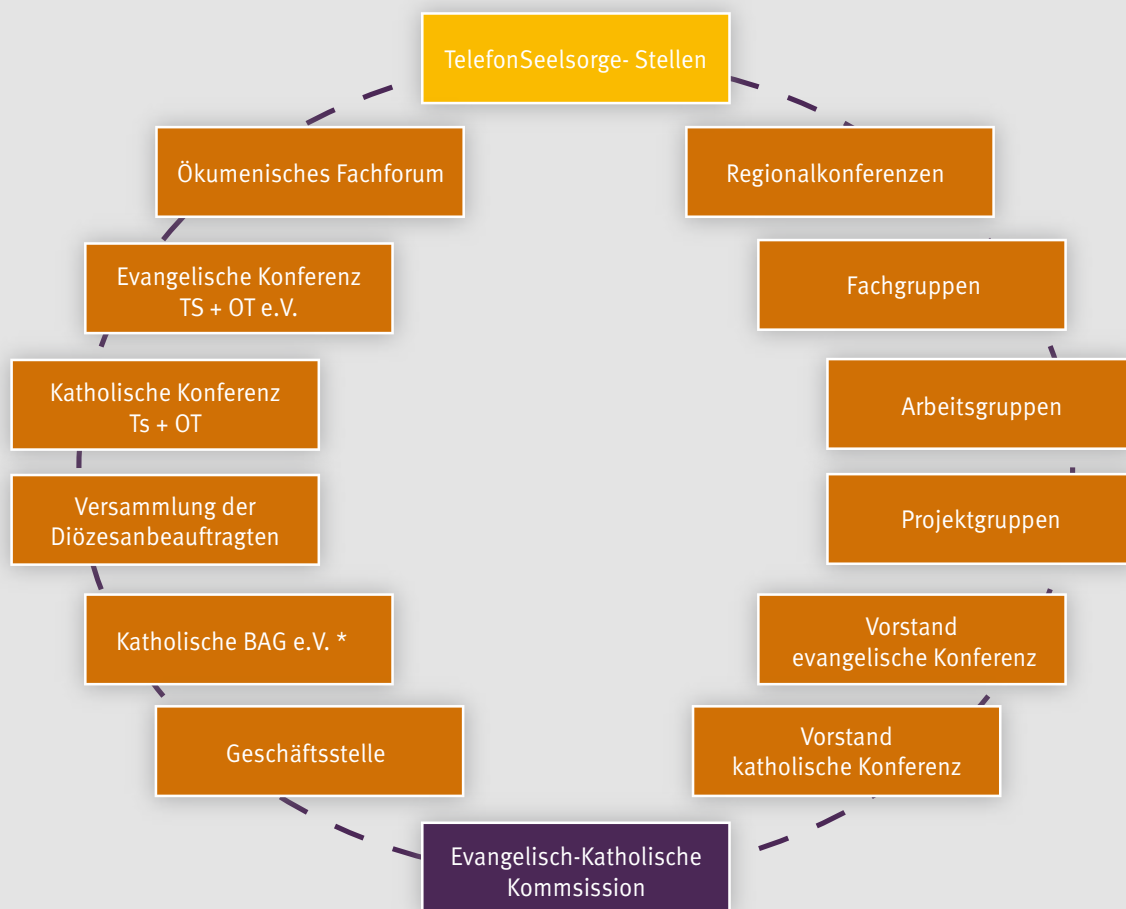 TelefonSeelsorge- Stellen
Ökumenisches Fachforum
Regionalkonferenzen
Evangelische Konferenz
TS + OT e.V.
Fachgruppen
Katholische Konferenz
Ts + OT
Arbeitsgruppen
Versammlung der
Diözesanbeauftragten
Projektgruppen
Katholische BAG e.V. *
Vorstand
evangelische Konferenz
Geschäftsstelle
Vorstand
katholische Konferenz
Evangelisch-Katholische
Kommsission